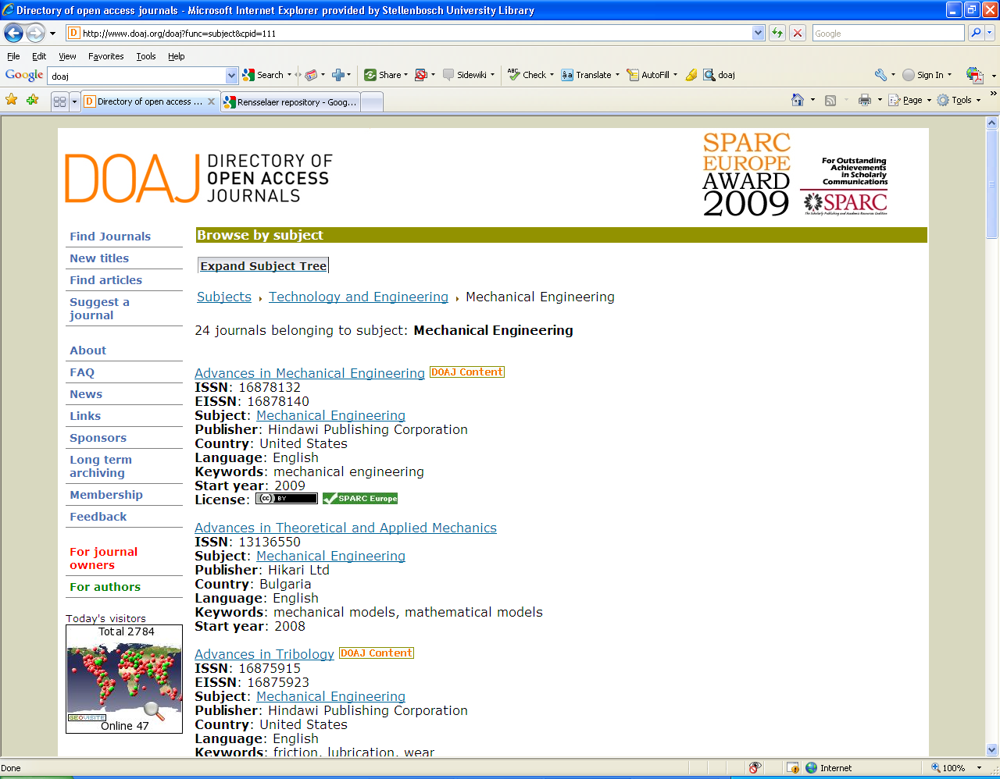 Directory of open access journals - Microsoft Internet Explorer provided by Stellenbosch University Library
http://www.doaj.org/doaj?func=subject&cpid=111
Google
File Edit View Favorites Tools Help
Google doaj Search Share Sidewiki ABC Check Translate AutoFill doaj Sign In
Directory of open access ... Rensselaer repository - Goog... Page Tools
DOAJ DIRECTORY OF
OPEN ACCESS
JOURNALS
SPARC
EUROPE
AWARD
2009
For Outstanding
Achievements
in Scholarly
Communications
SPARC
The Scholarly Publishing and Academic Resources Coalition
Find Journals
New titles
Find articles
Suggest a
journal
About
FAQ
News
Links
Sponsors
Long term
archiving
Membership
Feedback
For journal
owners
For authors
Today's visitors
Total 2784
GEOVISITE
Online 47
Browse by subject
Expand Subject Tree
Subjects Technology and Engineering Mechanical Engineering
24 journals belonging to subject: Mechanical Engineering
Advances in Mechanical Engineering DOAJ Content
ISSN: 16878132
EISSN: 16878140
Subject: Mechanical Engineering
Publisher: Hindawi Publishing Corporation
Country: United States
Language: English
Keywords: mechanical engineering
Start year: 2009
License: (cc) BY SPARC Europe
Advances in Theoretical and Applied Mechanics
ISSN: 13136550
Subject: Mechanical Engineering
Publisher: Hikari Ltd
Country: Bulgaria
Language: English
Keywords: mechanical models, mathematical models
Start year: 2008
Advances in Tribology DOAJ Content
ISSN: 16875915
EISSN: 16875923
Subject: Mechanical Engineering
Publisher: Hindawi Publishing Corporation
Country: United States
Language: English
Keywords: friction, lubrication, wear
Done Internet 100%